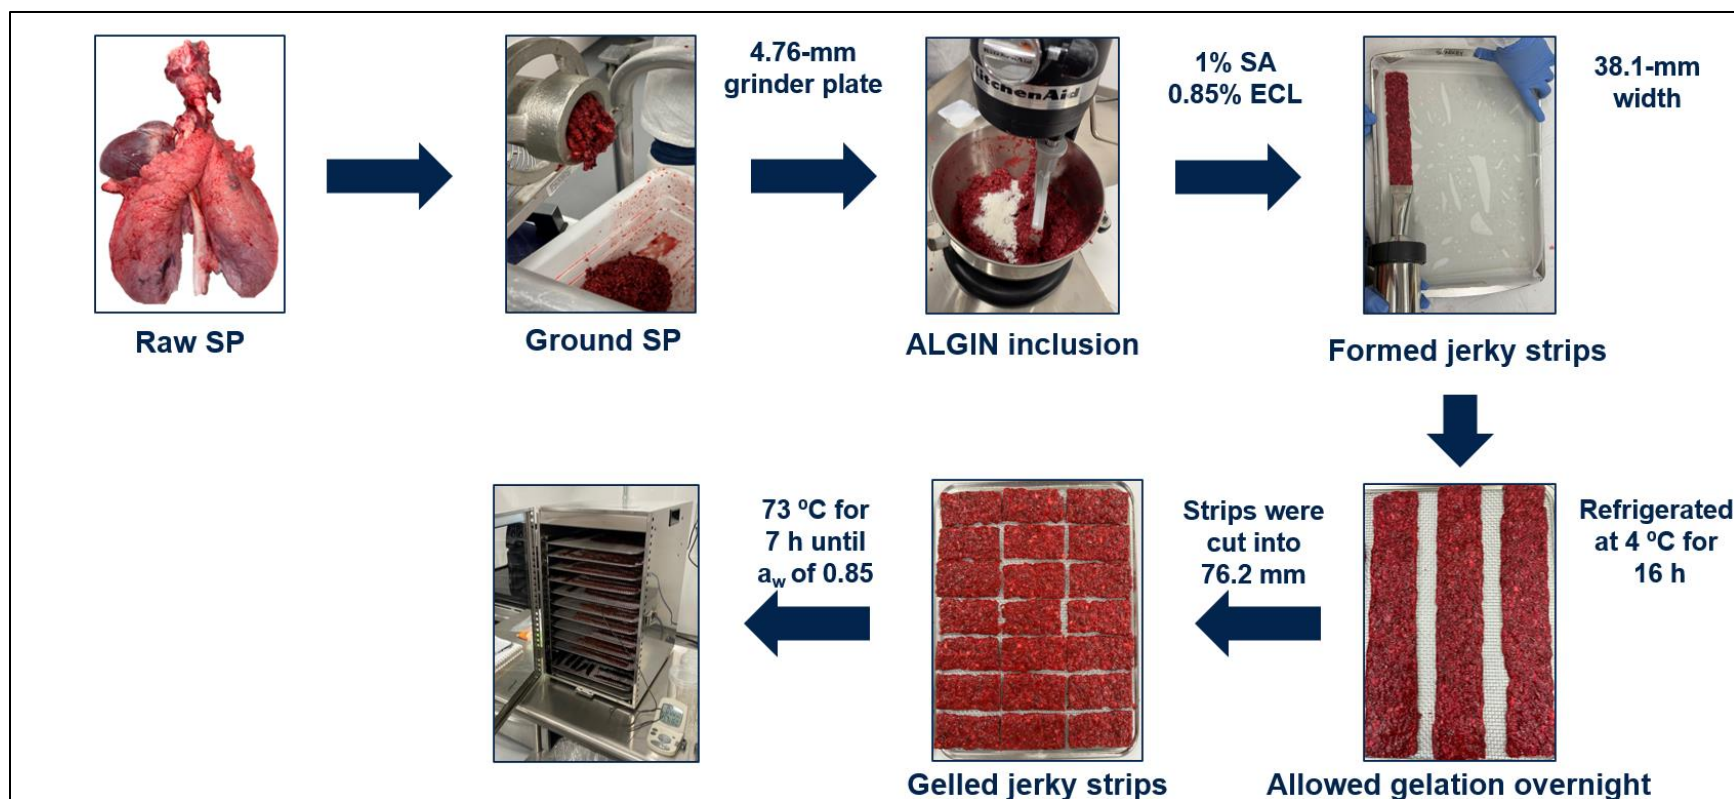 4.76-mm
grinder plate
1% SA
0.85% ECL
38.1-mm
width
KitchenAid
Raw SP
Ground SP
ALGIN inclusion
Formed jerky strips
73 ºC for
7 h until
aw of 0.85
Strips were
cut into
76.2 mm
Refrigerated
at 4 ºC for
16 h
Gelled jerky strips
Allowed gelation overnight